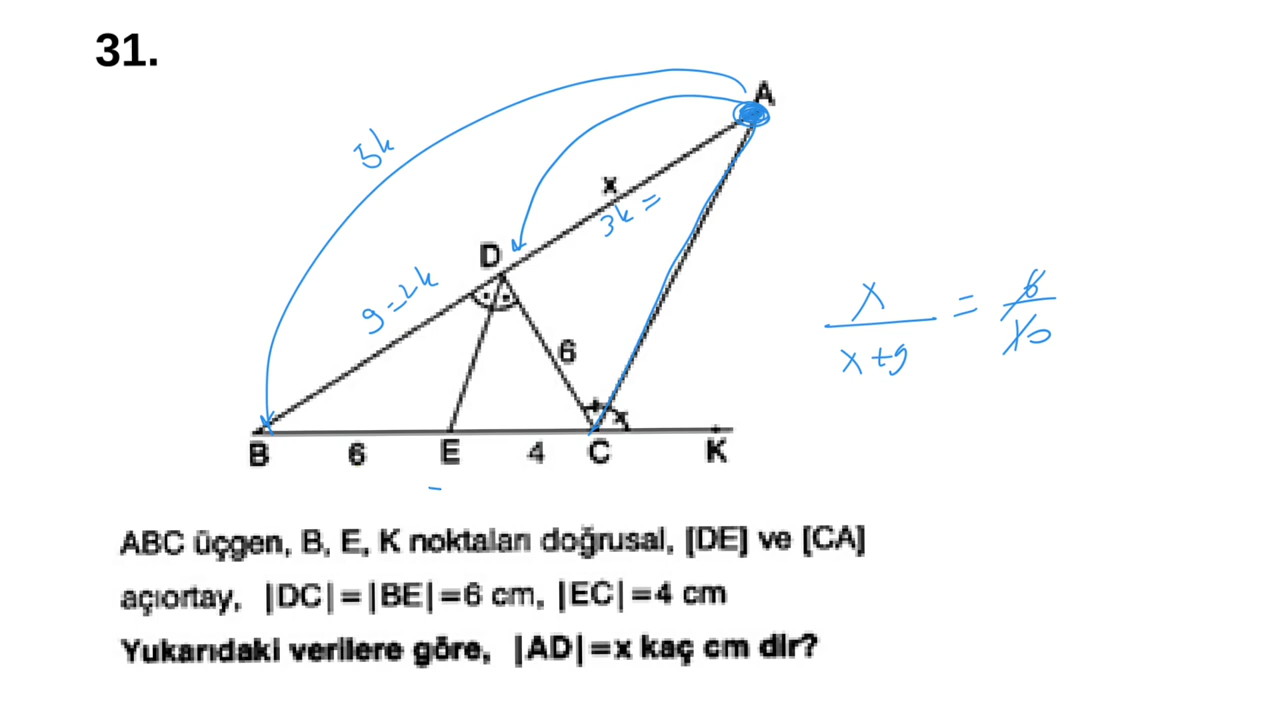 31.
A
5k
x
3k =
D
9=2k
6
x
B 6 E 4 C K
x/x+9 = 6/10
ABC üçgen, B, E, K noktaları doğrusal, [DE] ve [CA]
açıortay, |DC|=|BE|=6 cm, |EC|=4 cm
Yukarıdaki verilere göre, |AD|=x kaç cm dir?